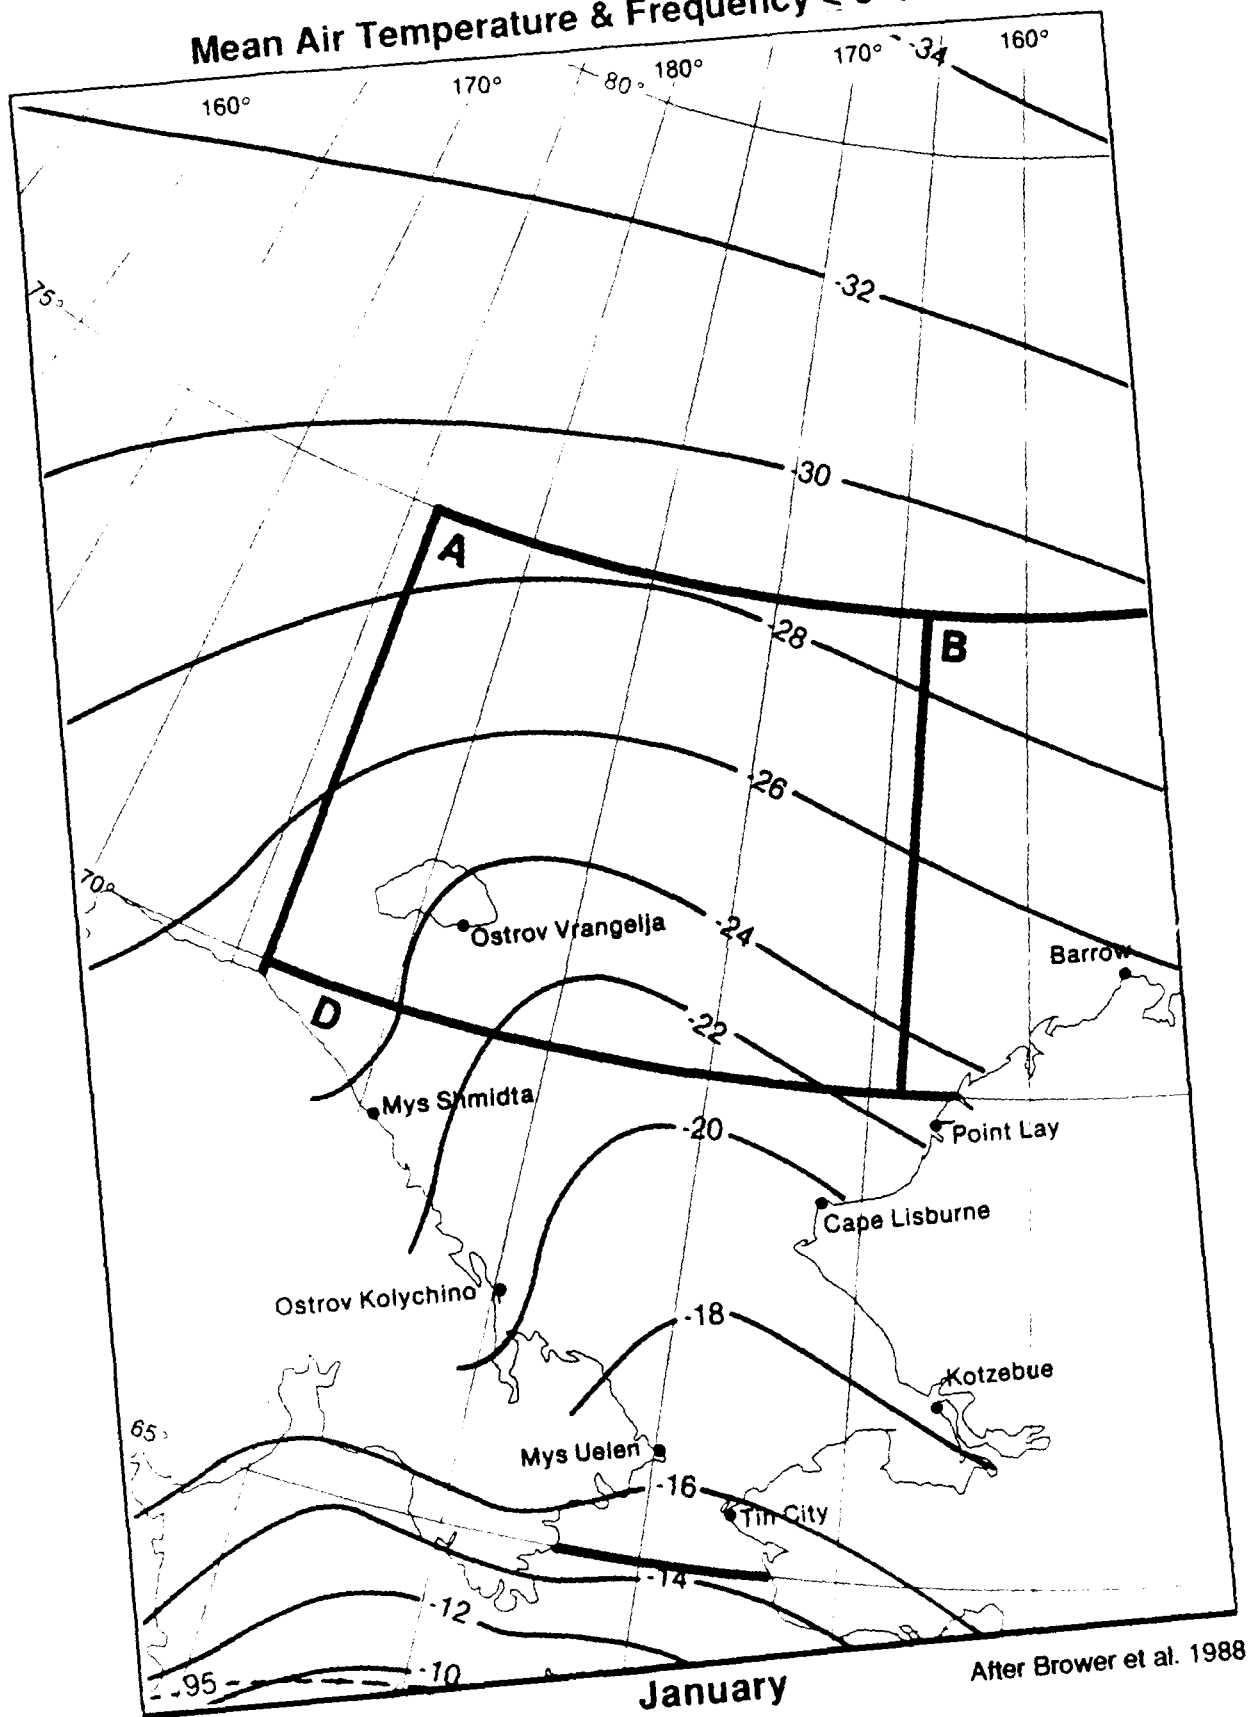 Mean Air Temperature & Frequency
160° 170° 80° 180° 170° -34 160°
75°
-32
-30
A
-28
B
-26
70°
Ostrov Vrangelja
-24
Barrow
D
-22
Mys Shmidta
-20
Point Lay
Cape Lisburne
Ostrov Kolychino
-18
Kotzebue
65°
Mys Uelen
-16
Tin City
-14
-12
95
-10
January
After Brower et al. 1988